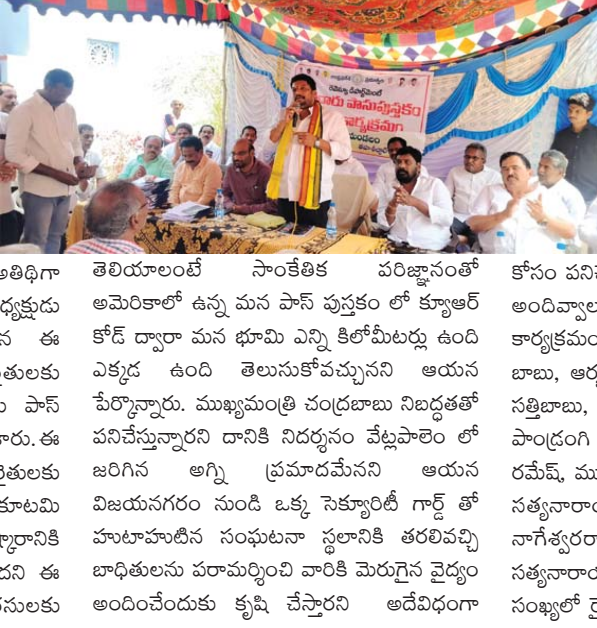 రెవెన్యూ డిపార్ట్‌మెంట్
పాసుపుస్తకం
అతిథిగా
ధ్యక్షుడు
న ఈ
తులకు
పాస్
రు. ఈ
రైతులకు
కూటమి
్కారానికి
దని ఈ
రసులకు
తెలియాలంటే సాంకేతిక పరిజ్ఞానంతో
అమెరికాలో ఉన్న మన పాస్ పుస్తకం లో క్యూఆర్
కోడ్ ద్వారా మన భూమి ఎన్ని కిలోమీటర్లు ఉంది
ఎక్కడ ఉంది తెలుసుకోవచ్చునని ఆయన
పేర్కొన్నారు. ముఖ్యమంత్రి చంద్రబాబు నిబద్ధతతో
పనిచేస్తున్నారని దానికి నిదర్శనం వేట్లపాలెం లో
జరిగిన అగ్ని ప్రమాదమేనని ఆయన
విజయనగరం నుండి ఒక్క సెక్యూరిటీ గార్డ్ తో
హుటాహుటిన సంఘటనా స్థలానికి తరలివచ్చి
బాధితులను పరామర్శించి వారికి మెరుగైన వైద్యం
అందించేందుకు కృషి చేస్తారని అదేవిధంగా
కోసం పని
అందివ్వాల
కార్యక్రమం
బాబు, ఆర్య
సత్తిబాబు,
పాండ్రంగి
రమేష్, ము
సత్యనారాయ
నాగేశ్వరరా
సత్యనారాయ
సంఖ్యలో రై